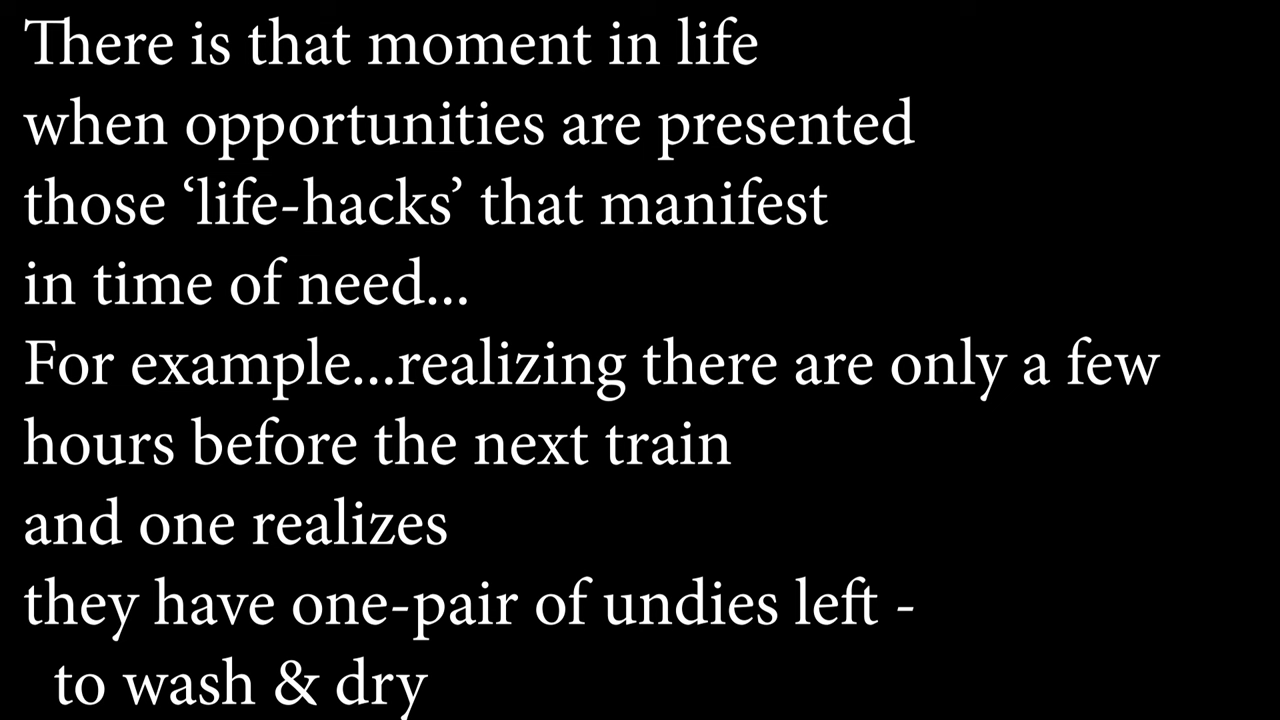 There is that moment in life
when opportunities are presented
those ‘life-hacks’ that manifest
in time of need...
For example...realizing there are only a few
hours before the next train
and one realizes
they have one-pair of undies left -
to wash & dry